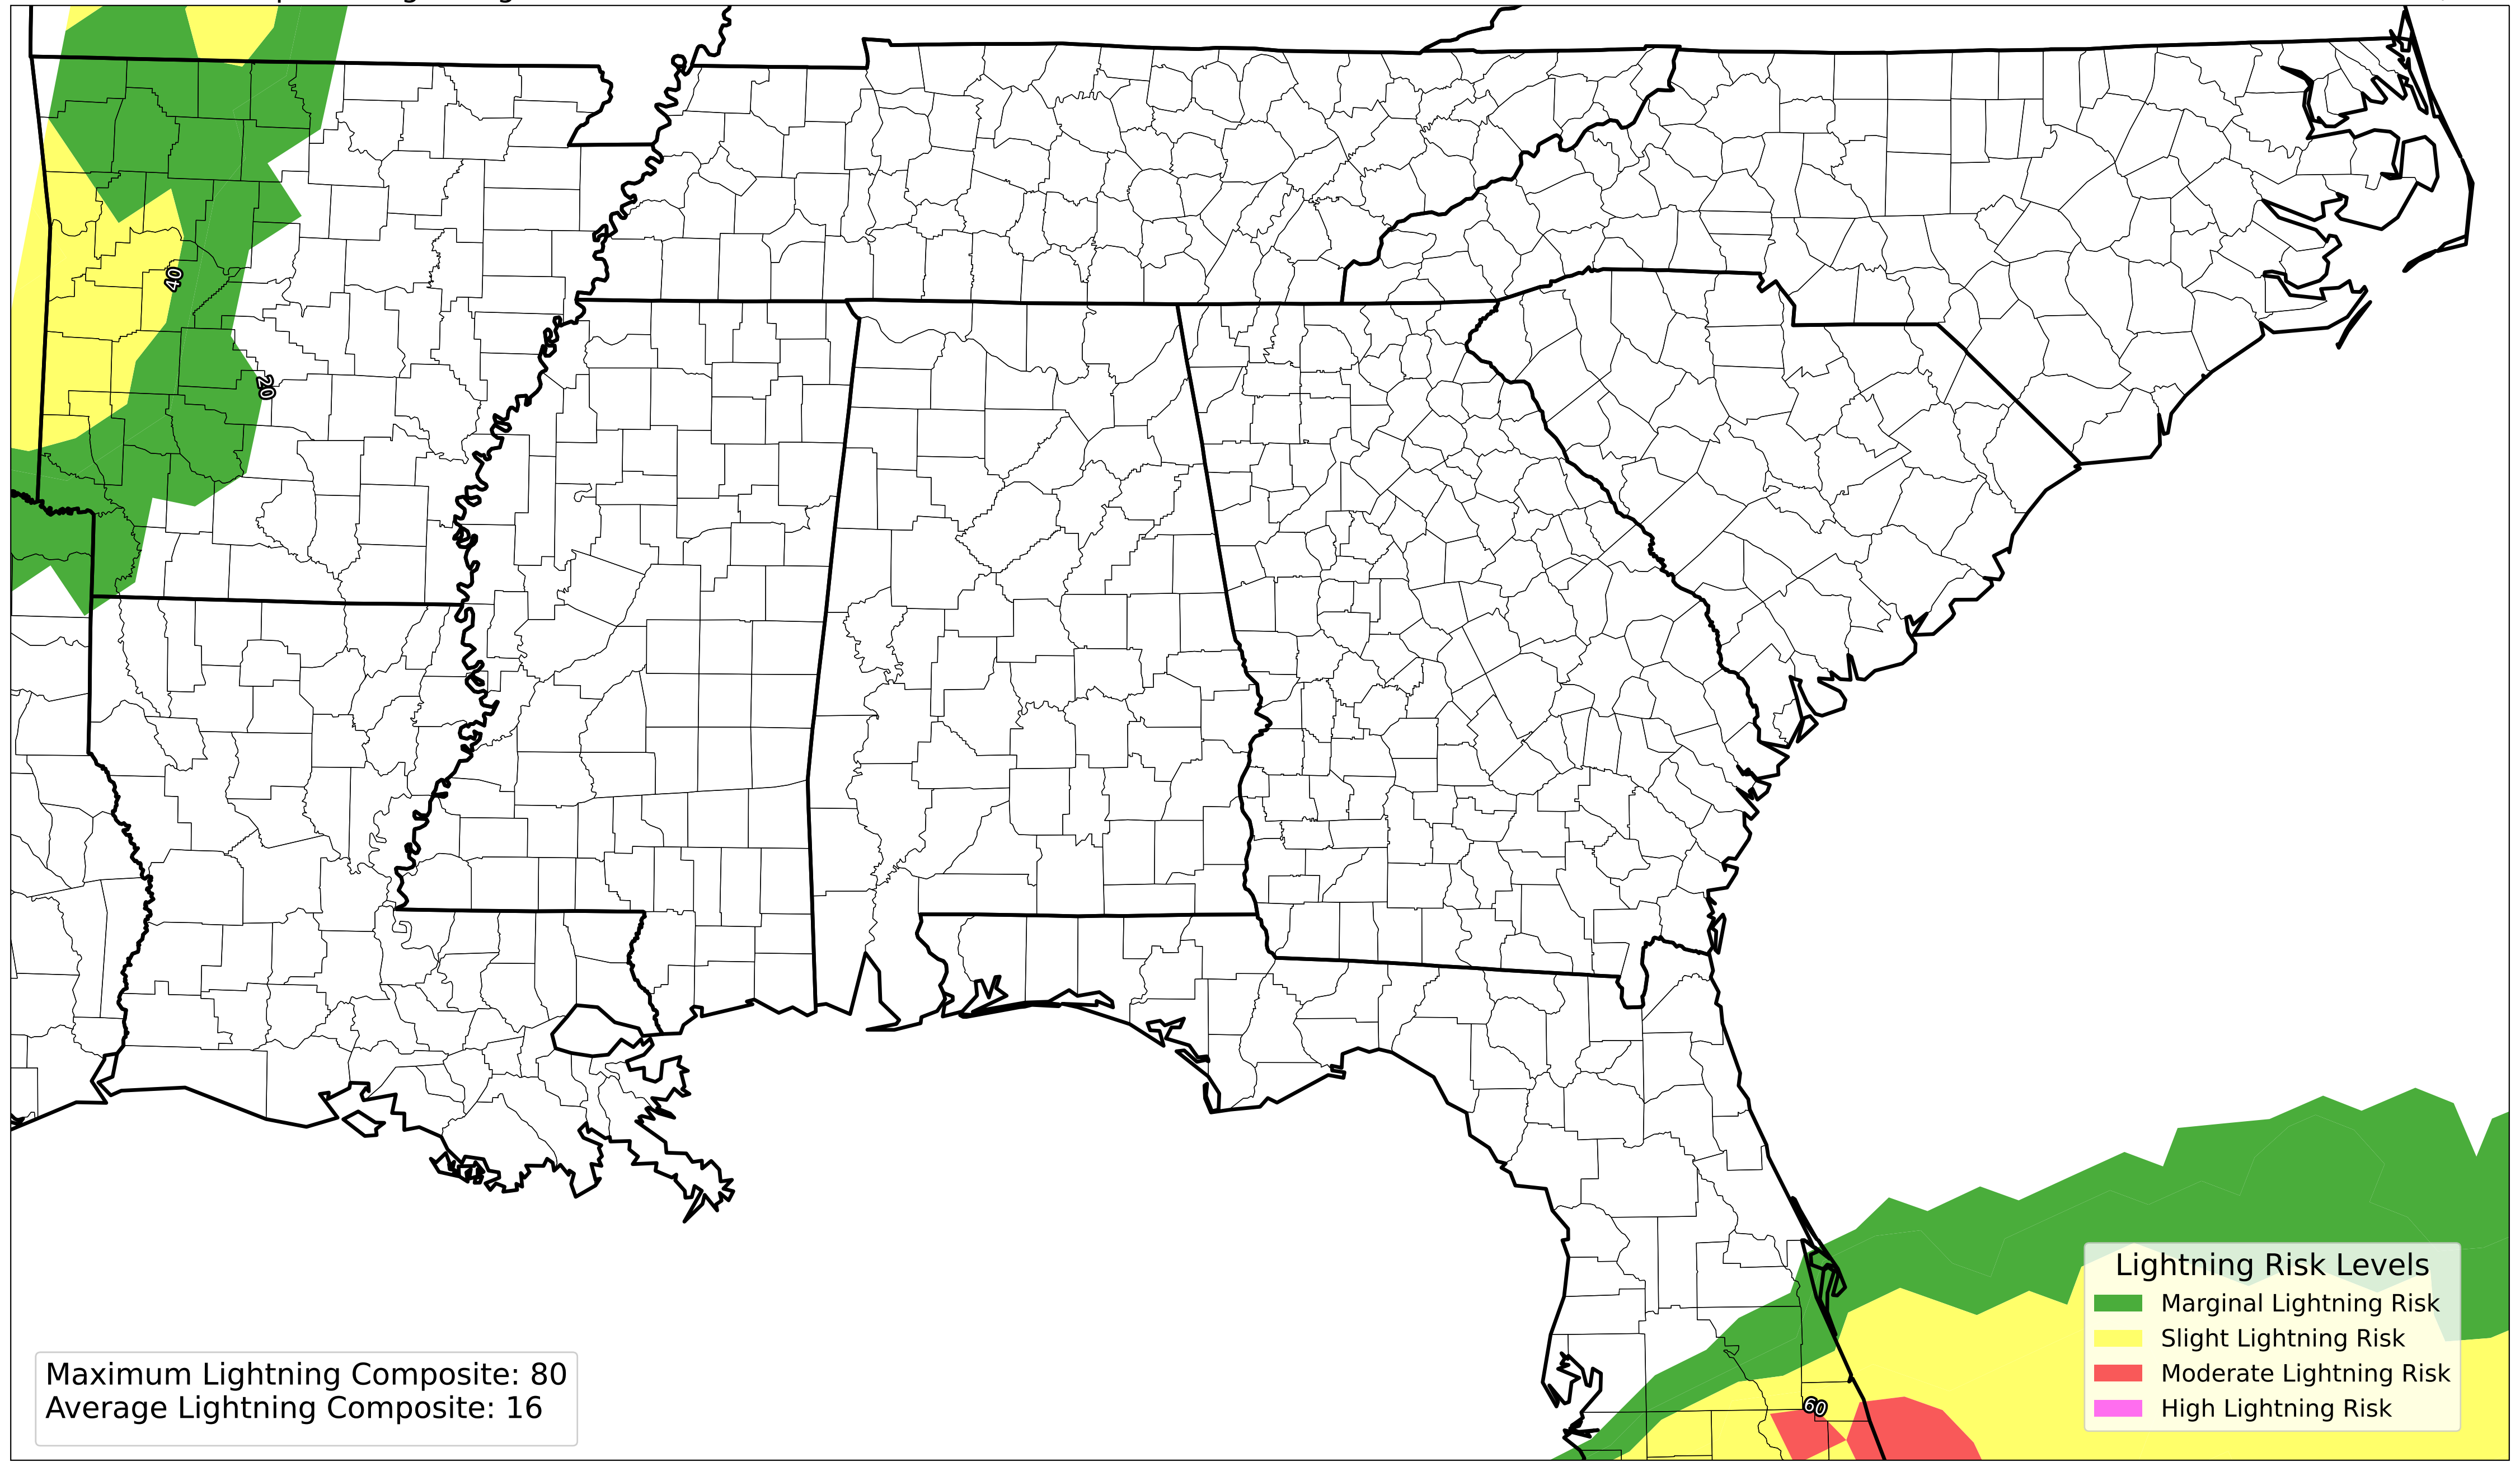 40
20
60
Lightning Risk Levels
Marginal Lightning Risk
Slight Lightning Risk
Moderate Lightning Risk
High Lightning Risk
Maximum Lightning Composite: 80
Average Lightning Composite: 16